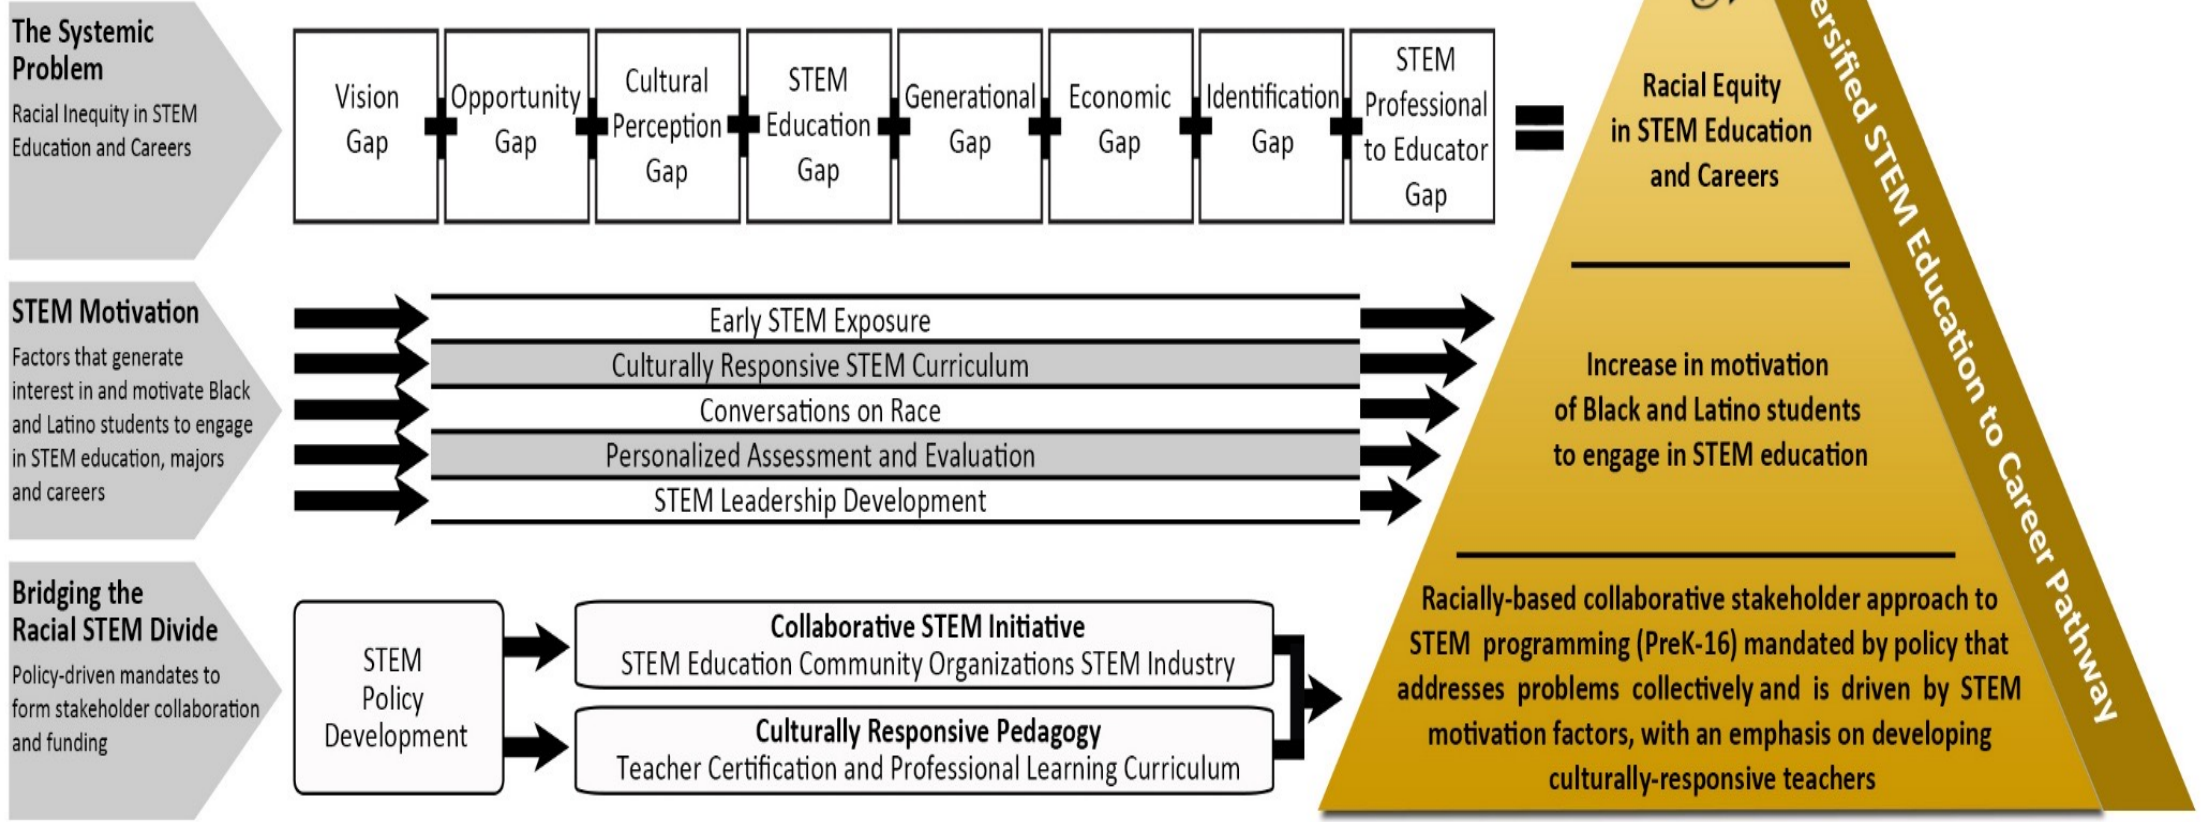 The Systemic
Problem
Racial Inequity in STEM
Education and Careers
Vision
Gap
Opportunity
Gap
Cultural
Perception
Gap
STEM
Education
Gap
Generational
Gap
Economic
Gap
Identification
Gap
STEM
Professional
to Educator
Gap
Racial Equity
in STEM Education
and Careers
STEM Motivation
Factors that generate
interest in and motivate Black
and Latino students to engage
in STEM education, majors
and careers
Early STEM Exposure
Culturally Responsive STEM Curriculum
Conversations on Race
Personalized Assessment and Evaluation
STEM Leadership Development
Increase in motivation
of Black and Latino students
to engage in STEM education
Bridging the
Racial STEM Divide
Policy-driven mandates to
form stakeholder collaboration
and funding
STEM
Policy
Development
Collaborative STEM Initiative
STEM Education Community Organizations STEM Industry
Culturally Responsive Pedagogy
Teacher Certification and Professional Learning Curriculum
Racially-based collaborative stakeholder approach to
STEM programming (PreK-16) mandated by policy that
addresses problems collectively and is driven by STEM
motivation factors, with an emphasis on developing
culturally-responsive teachers
ersified STEM Education to Career Pathway